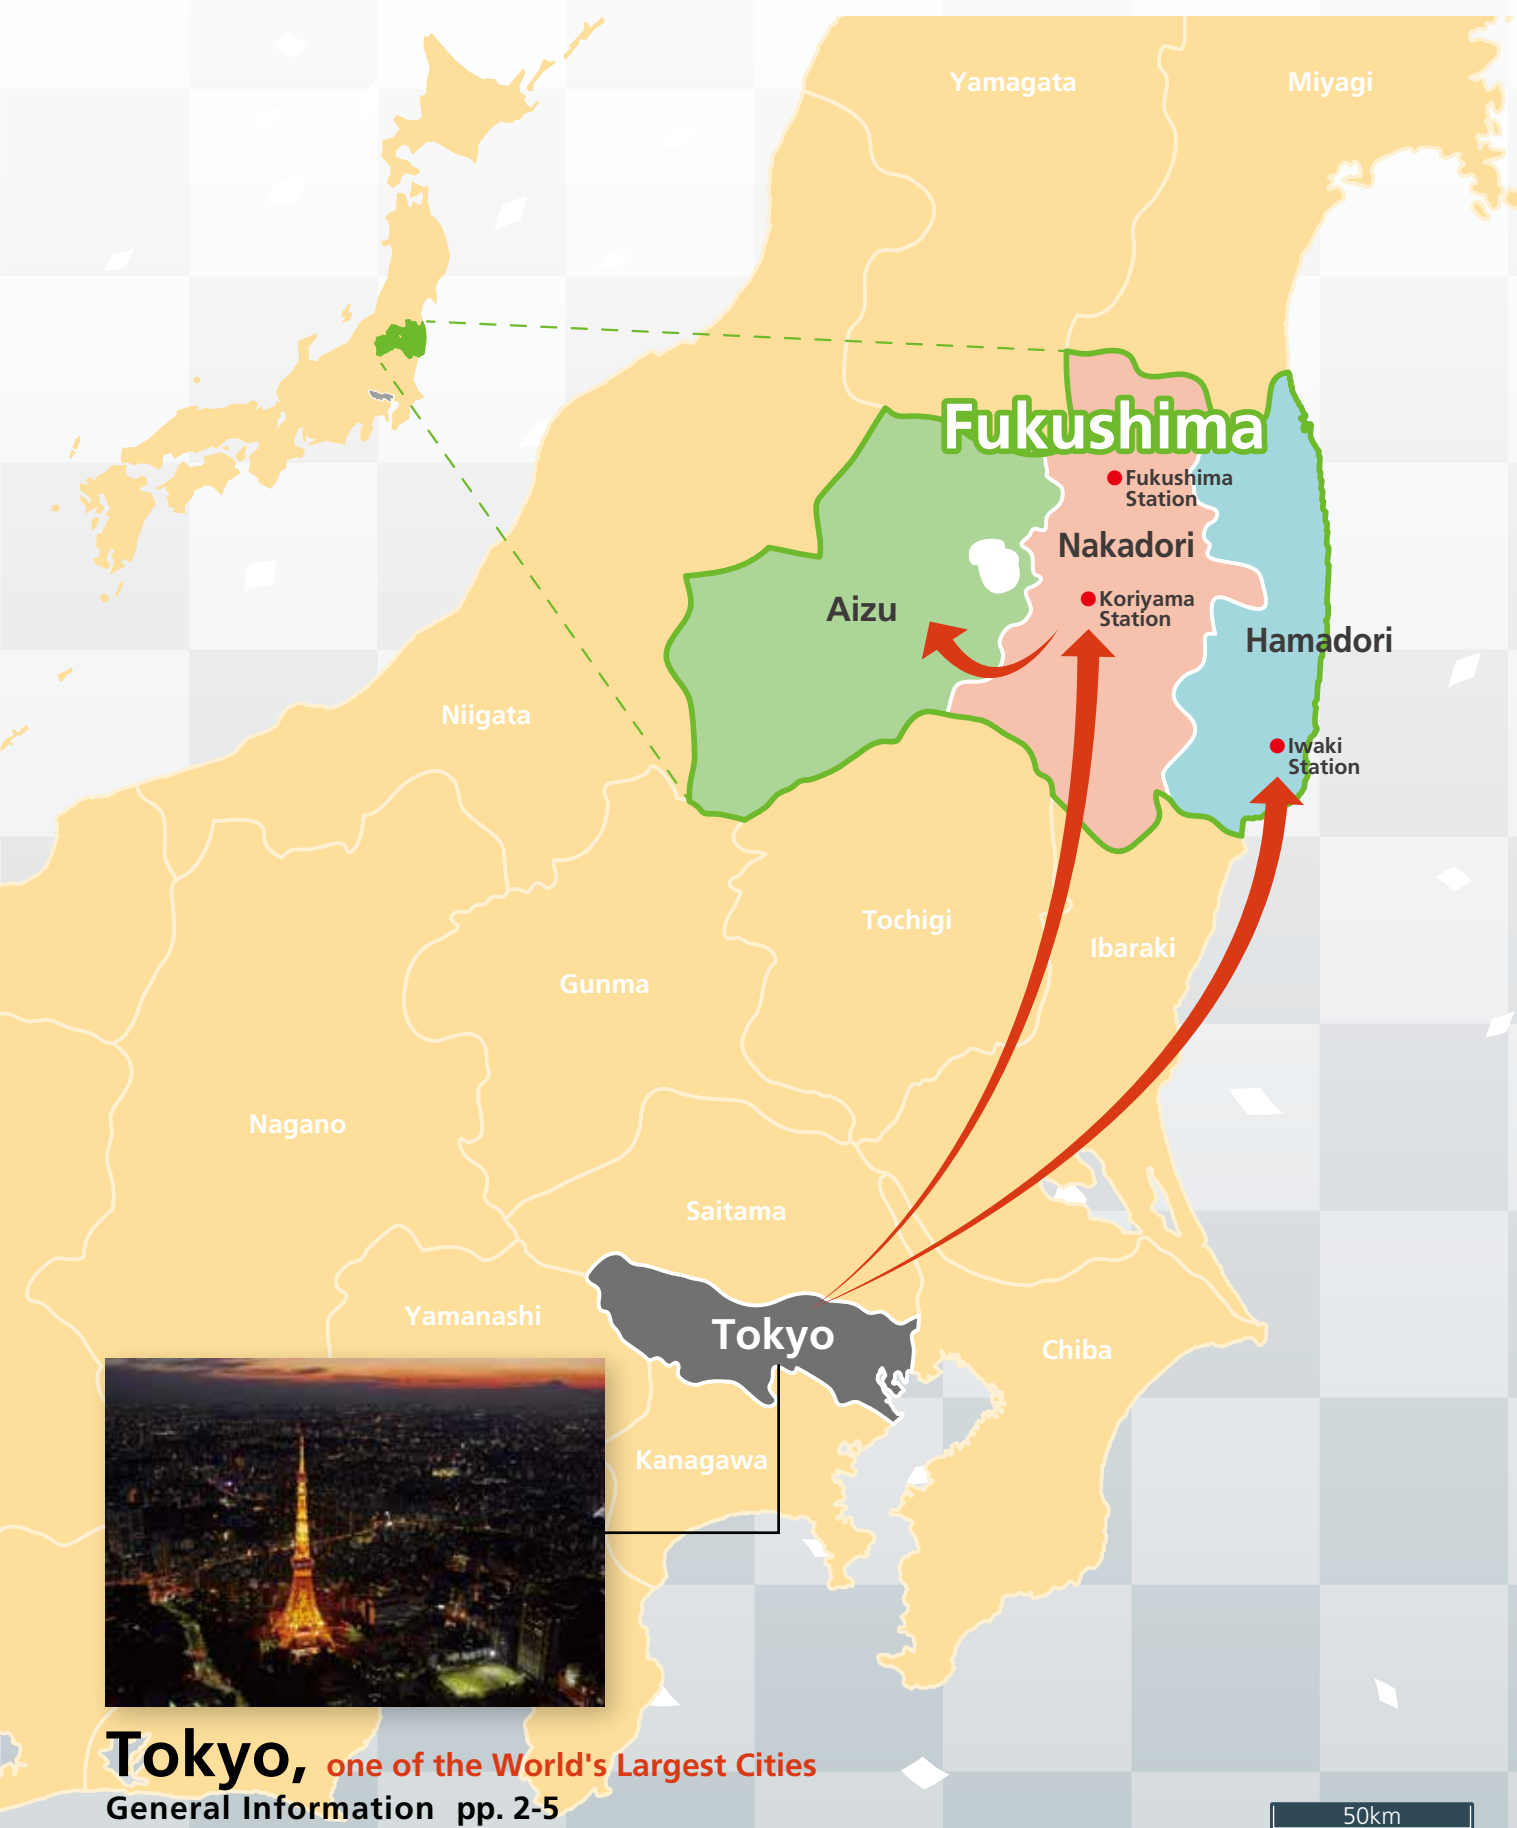 Yamagata
Miyagi
Fukushima
Fukushima
Station
Nakadori
Koriyama
Station
Aizu
Hamadori
Iwaki
Station
Niigata
Tochigi
Ibaraki
Gunma
Nagano
Saitama
Yamanashi
Tokyo
Chiba
Kanagawa
Tokyo, one of the World's Largest Cities
General Information pp. 2-5
50km